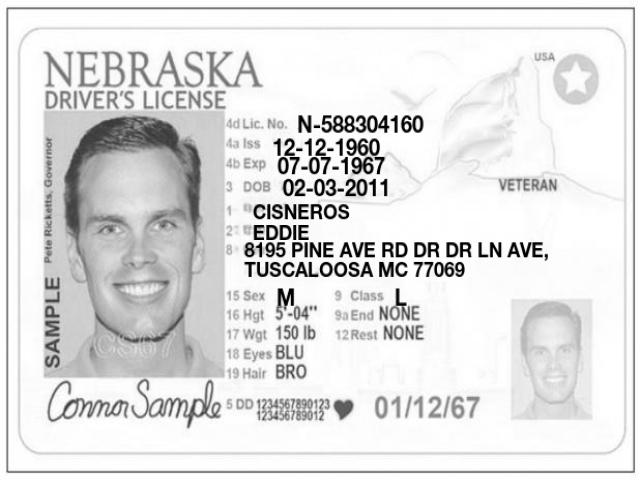 NEBRASKA
USA
DRIVER'S LICENSE
4d Lic. No. N-588304160
4a Iss 12-12-1960
4b Exp 07-07-1967
3 DOB 02-03-2011
VETERAN
1 CISNEROS
2 EDDIE
8 8195 PINE AVE RD DR DR LN AVE,
TUSCALOOSA MC 77069
15 Sex M 9 Class L
16 Hgt 5'-04" 9a End NONE
17 Wgt 150 lb 12 Rest NONE
18 Eyes BLU
19 Hair BRO
5 DD 1234567890123
123456789012
01/12/67
Pete Ricketts, Governor
SAMPLE
CS67
Connor Sample